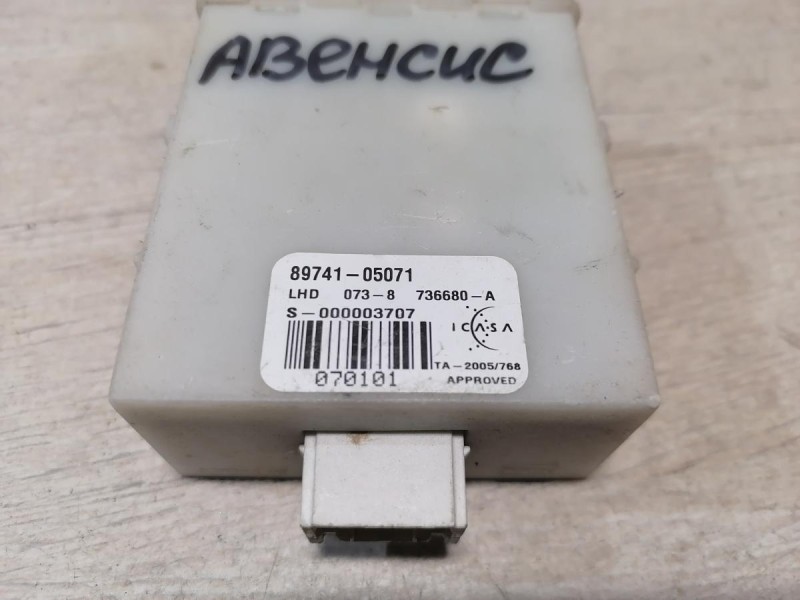 АВЕНСИС
89741-05071
LHD 073-8 736680-A
S-000003707
ICASA
070101
TA-2005/768
APPROVED